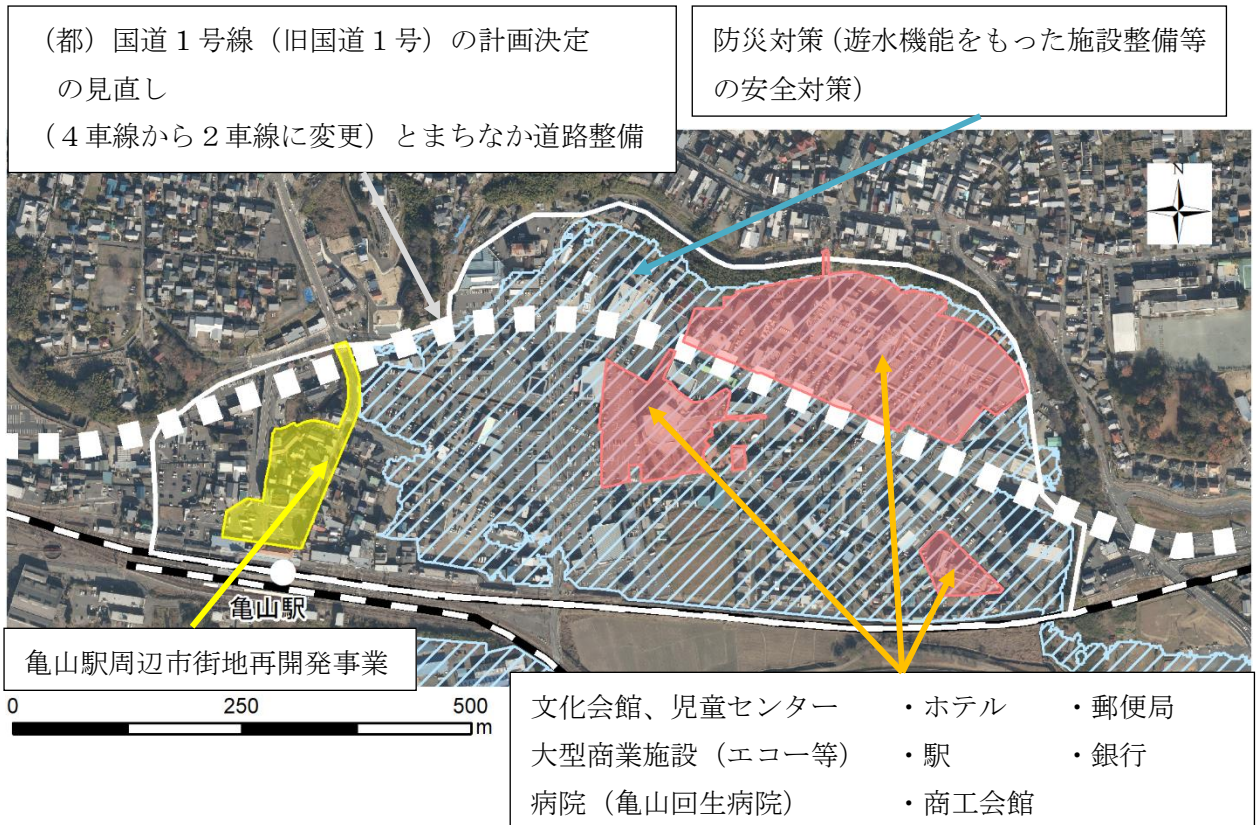 (都）国道１号線（旧国道１号）の計画決定
の見直し
（４車線から２車線に変更）とまちなか道路整備
防災対策（遊水機能をもった施設整備等
の安全対策）
N
亀山駅
亀山駅周辺市街地再開発事業
0 250 500
m
文化会館、児童センター ・ホテル ・郵便局
大型商業施設（エコー等） ・駅 ・銀行
病院（亀山回生病院） ・商工会館